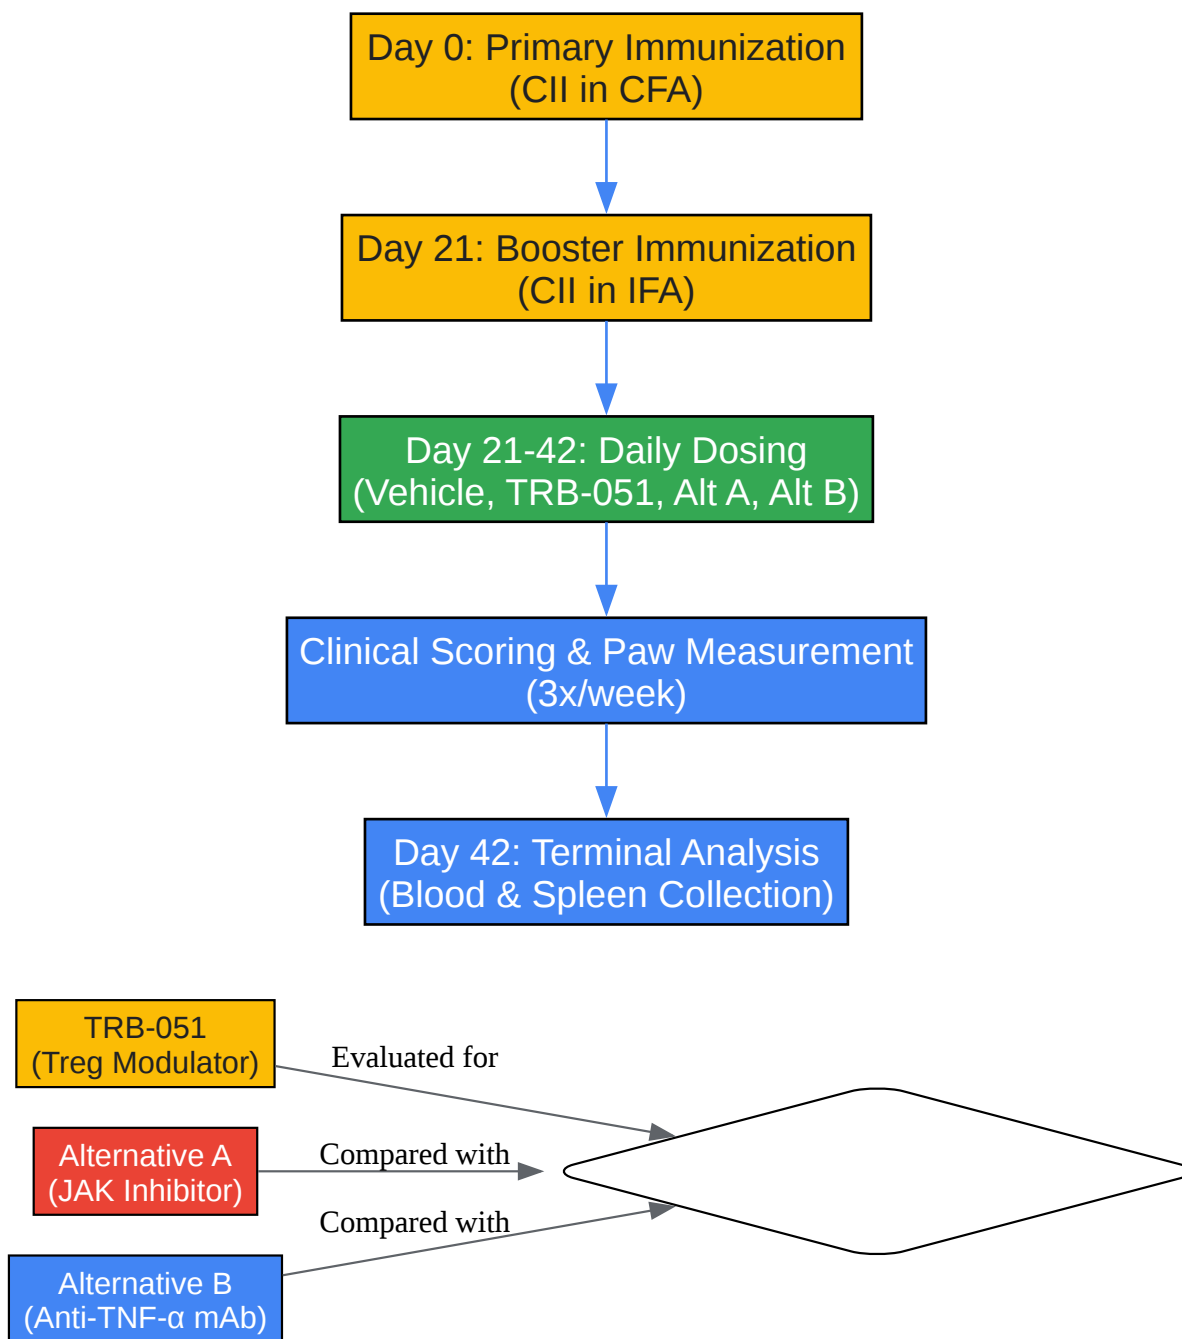 Day 0: Primary Immunization
(CII in CFA)
Day 21: Booster Immunization
(CII in IFA)
Day 21-42: Daily Dosing
(Vehicle, TRB-051, Alt A, Alt B)
Clinical Scoring & Paw Measurement
(3x/week)
Day 42: Terminal Analysis
(Blood & Spleen Collection)
TRB-051
(Treg Modulator)
Evaluated for
Alternative A
(JAK Inhibitor)
Compared with
Compared with
Alternative B
(Anti-TNF-α mAb)